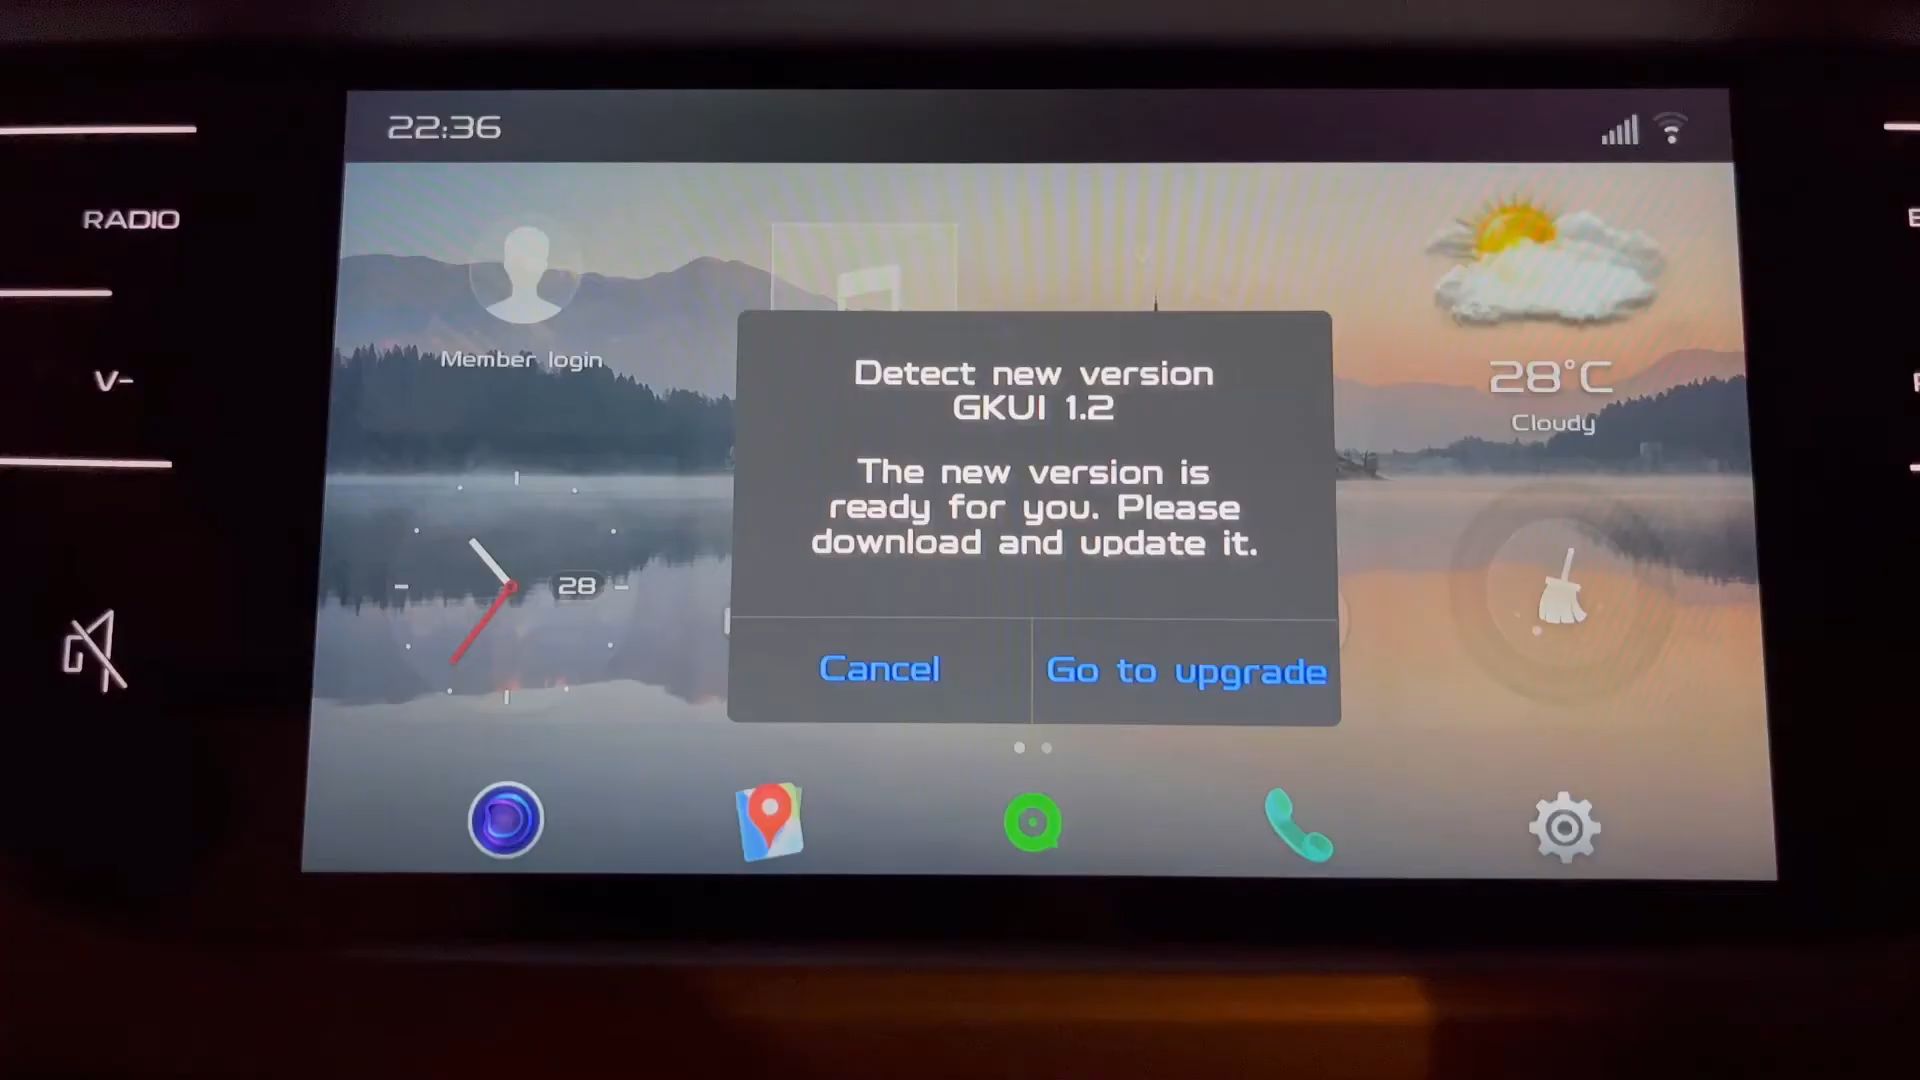 22:36
RADIO
V-
Member login
28°C
Cloudy
28
Detect new version
GKUI 1.2
The new version is
ready for you. Please
download and update it.
Cancel
Go to upgrade